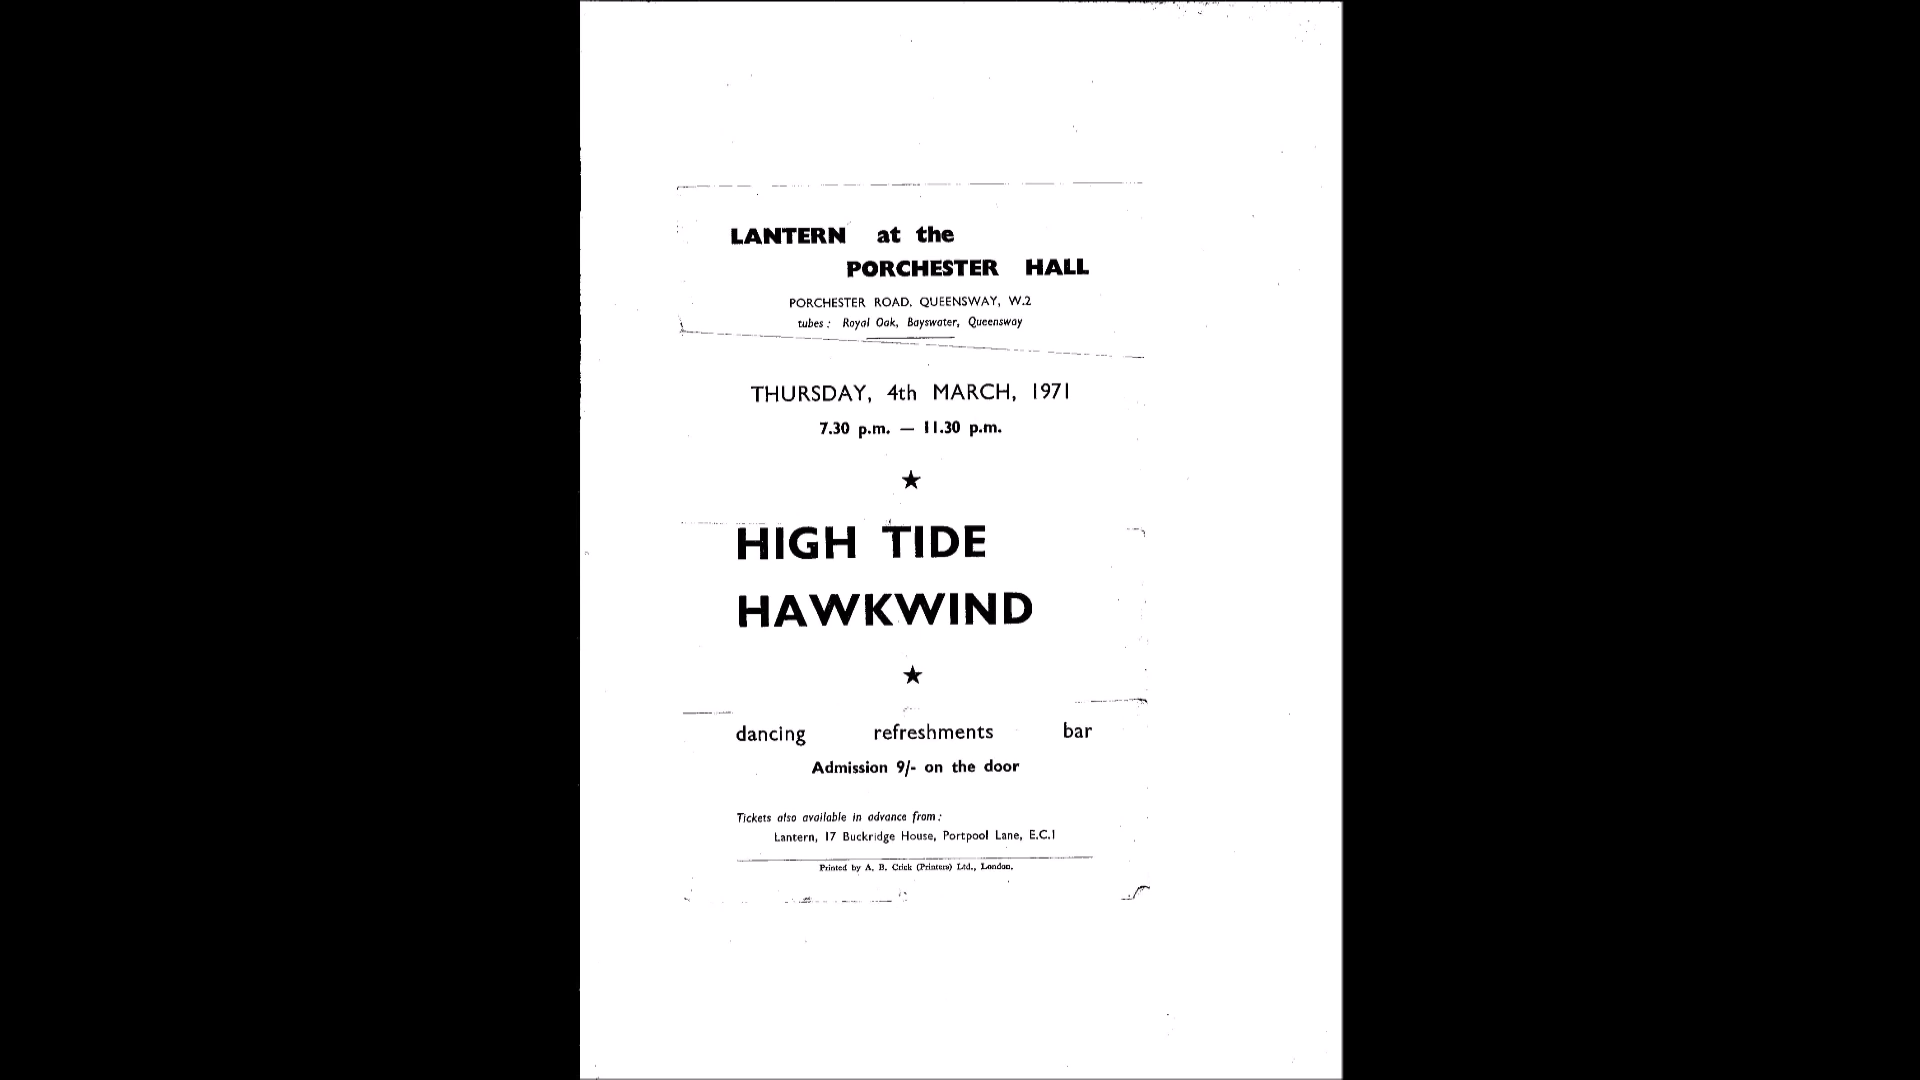 LANTERN at the
PORCHESTER HALL
PORCHESTER ROAD, QUEENSWAY, W.2
tubes : Royal Oak, Bayswater, Queensway
THURSDAY, 4th MARCH, 1971
7.30 p.m. — 11.30 p.m.
★
HIGH TIDE
HAWKWIND
★
dancing refreshments bar
Admission 9/- on the door
Tickets also available in advance from :
Lantern, 17 Buckridge House, Portpool Lane, E.C.1
Printed by A. B. Crick (Printers) Ltd., London.